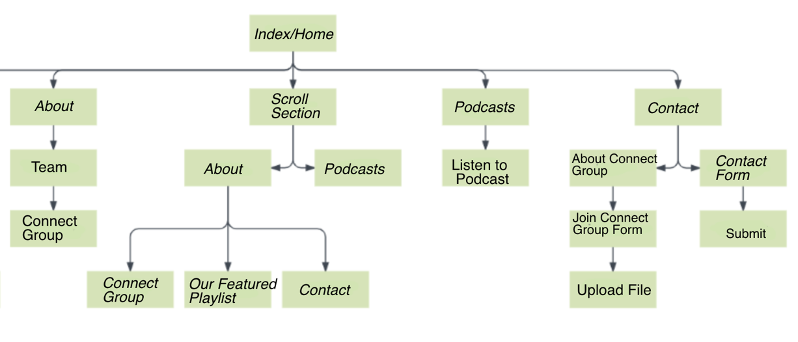 Index/Home
About
Scroll
Section
Podcasts
Contact
Team
About
Podcasts
Listen to
Podcast
About Connect
Group
Contact
Form
Connect
Group
Join Connect
Group Form
Submit
Connect
Group
Our Featured
Playlist
Contact
Upload File